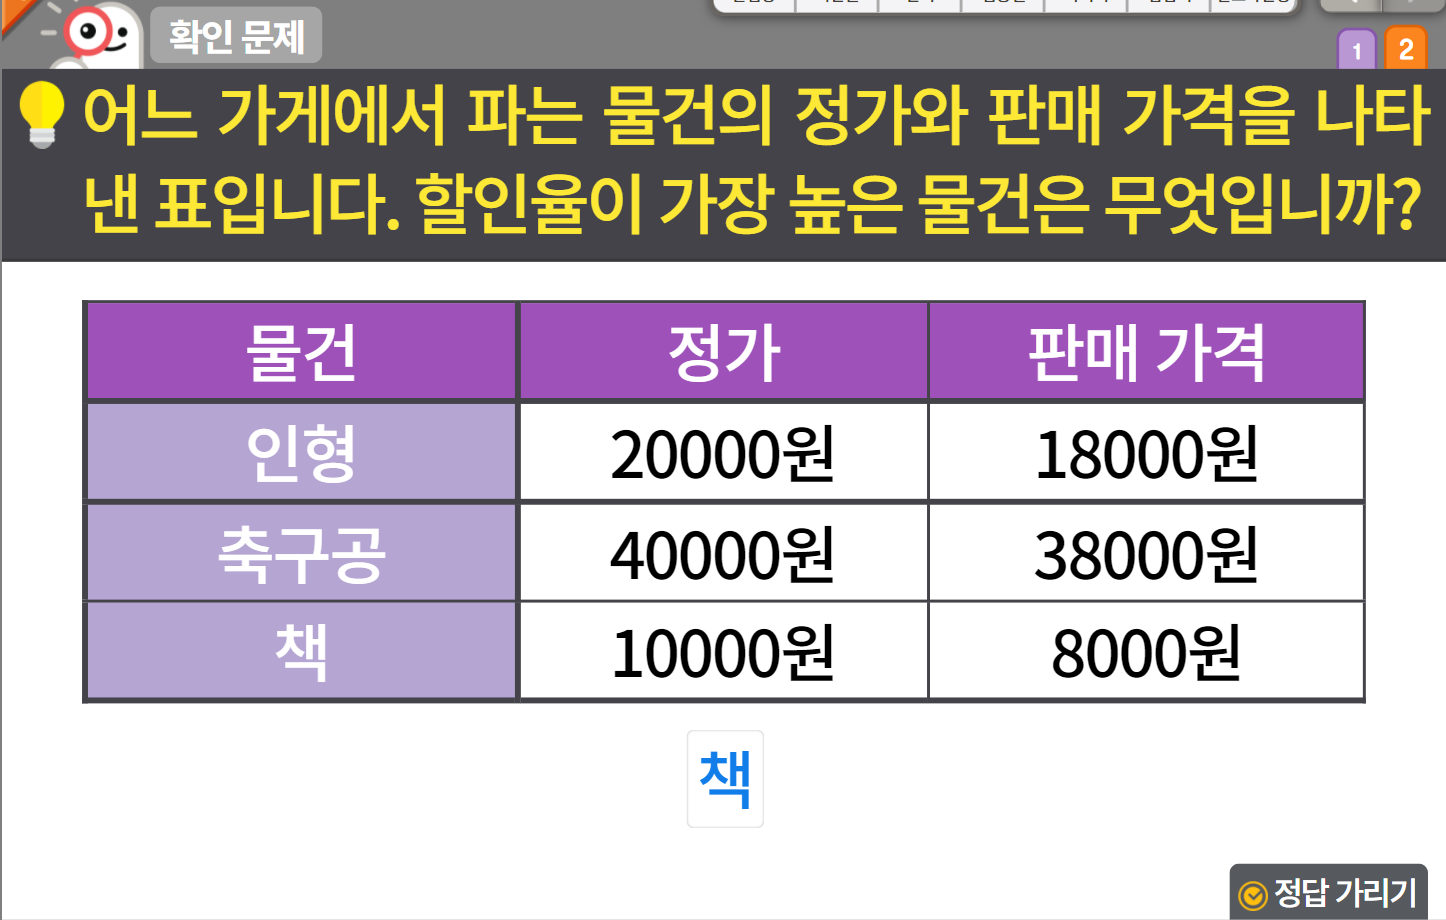 확인 문제
1 2
어느 가게에서 파는 물건의 정가와 판매 가격을 나타
낸 표입니다. 할인율이 가장 높은 물건은 무엇입니까?
물건 정가 판매 가격
인형 20000원 18000원
축구공 40000원 38000원
책 10000원 8000원
책
정답 가리기